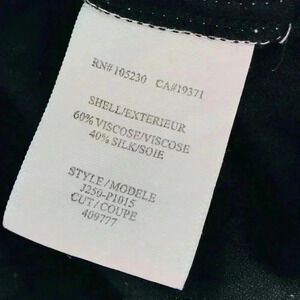 RN#105230 CA#19371
SHELL/EXTERIEUR
60% VISCOSE/VISCOSE
40% SILK/SOIE
STYLE/MODELE
J250-P1015
CUT/COUPE
409777